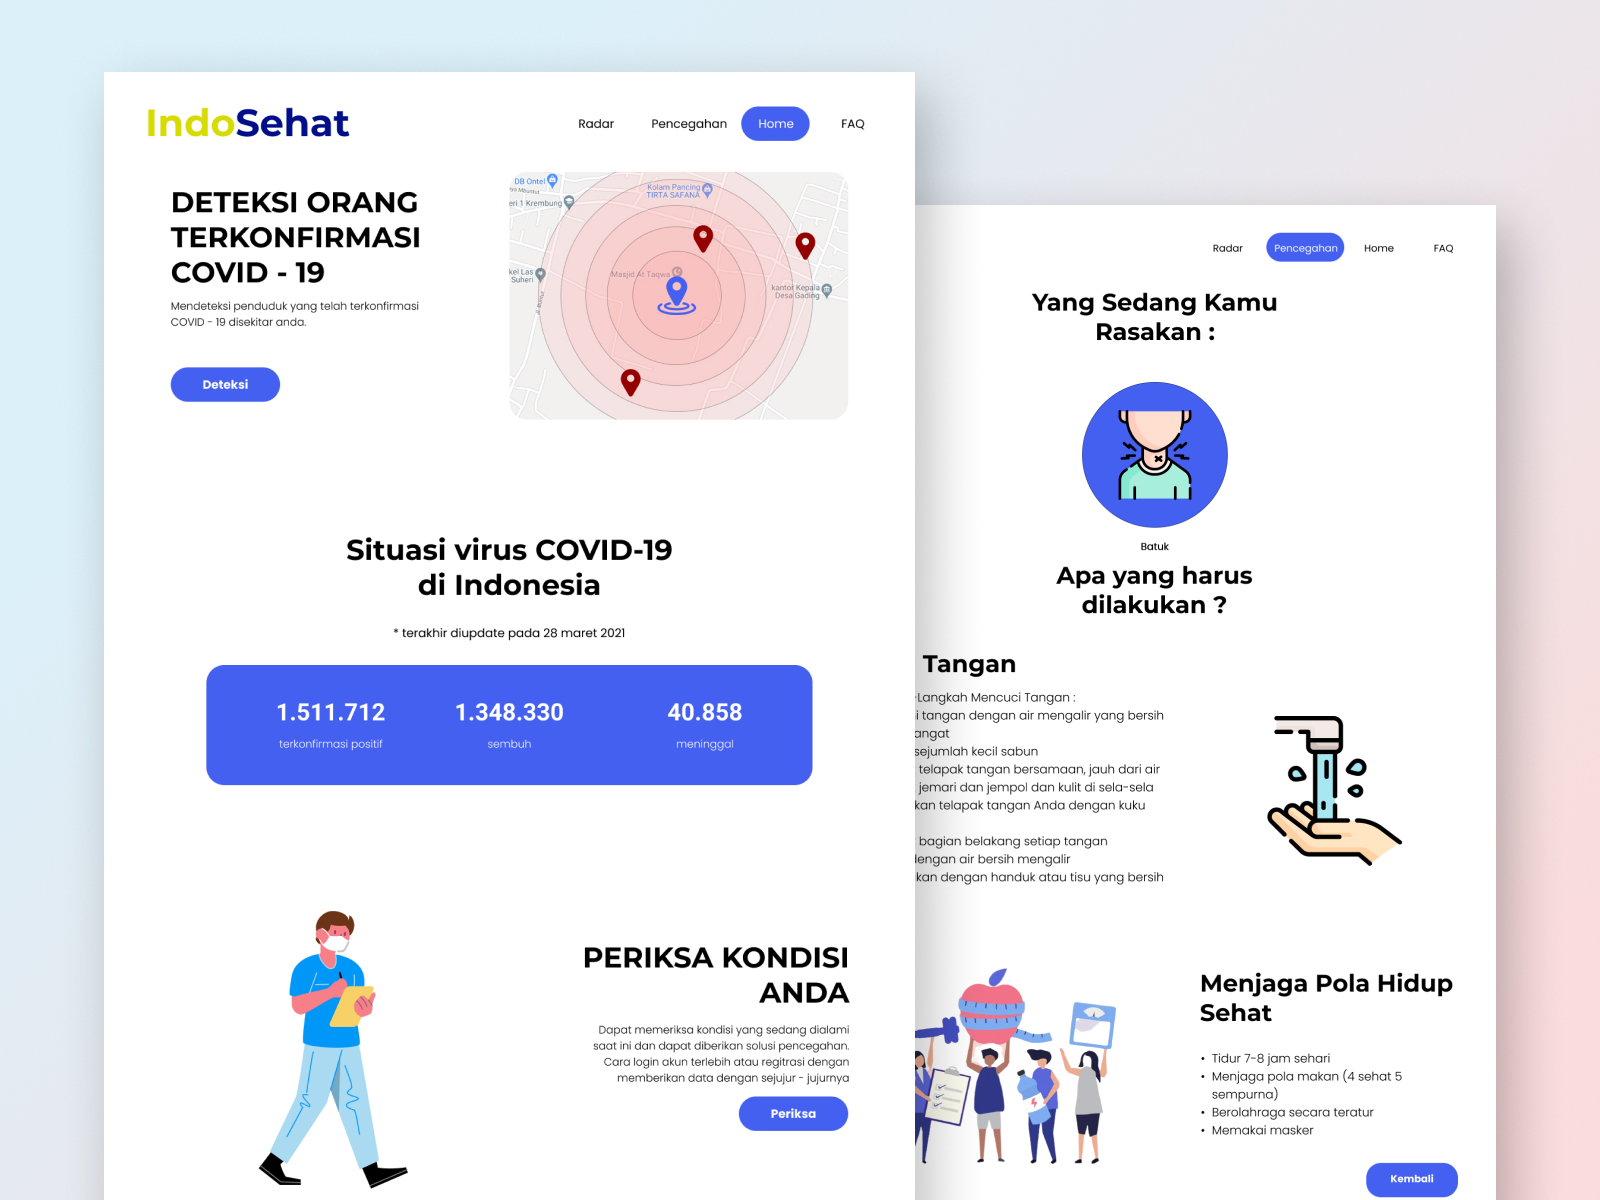 IndoSehat
Radar
Pencegahan
Home
FAQ
DETEKSI ORANG
TERKONFIRMASI
COVID - 19
Mendeteksi penduduk yang telah terkonfirmasi
COVID - 19 disekitar anda.
Deteksi
DB Ontel
eri 1 Krembung
Kolam Pancing
TIRTA SAFANA
Masjid At Taqwa
kel Las
Suheri
kantor Kepala
Desa Gading
Situasi virus COVID-19
di Indonesia
* terakhir diupdate pada 28 maret 2021
1.511.712
terkonfirmasi positif
1.348.330
sembuh
40.858
meninggal
PERIKSA KONDISI
ANDA
Dapat memeriksa kondisi yang sedang dialami
saat ini dan dapat diberikan solusi pencegahan.
Cara login akun terlebih atau regitrasi dengan
memberikan data dengan sejujur - jujurnya
Periksa
Radar
Pencegahan
Home
FAQ
Yang Sedang Kamu
Rasakan :
Batuk
Apa yang harus
dilakukan ?
Tangan
-Langkah Mencuci Tangan :
i tangan dengan air mengalir yang bersih
angat
sejumlah kecil sabun
telapak tangan bersamaan, jauh dari air
jemari dan jempol dan kulit di sela-sela
kan telapak tangan Anda dengan kuku
bagian belakang setiap tangan
dengan air bersih mengalir
kan dengan handuk atau tisu yang bersih
Menjaga Pola Hidup
Sehat
• Tidur 7-8 jam sehari
• Menjaga pola makan (4 sehat 5
sempurna)
• Berolahraga secara teratur
• Memakai masker
Kembali